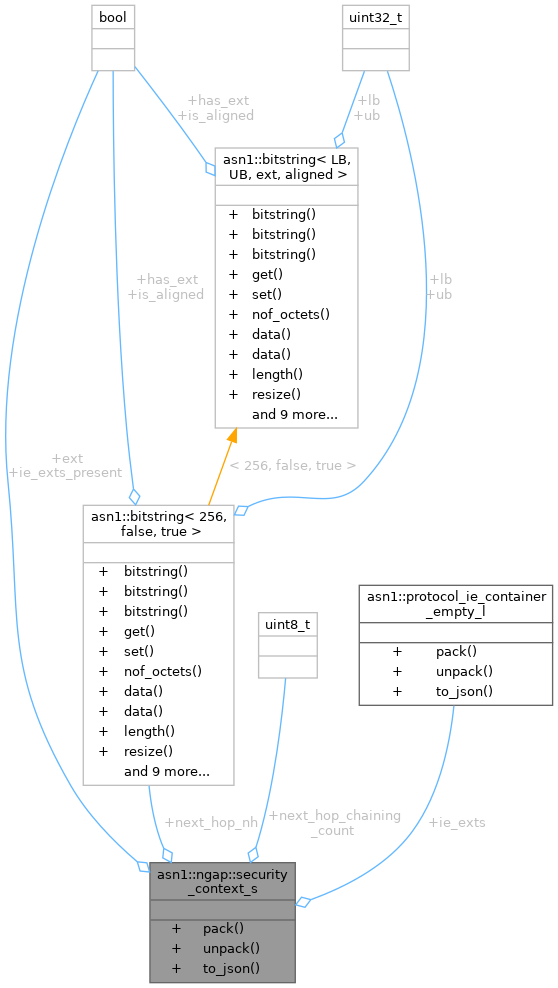 bool
uint32_t
+has_ext
+is_aligned
+lb
+ub
asn1::bitstring< LB,
UB, ext, aligned >
+ bitstring()
+ bitstring()
+ bitstring()
+ get()
+ set()
+ nof_octets()
+ data()
+ data()
+ length()
+ resize()
and 9 more...
+has_ext
+is_aligned
+lb
+ub
+ext
+ie_exts_present
< 256, false, true >
asn1::bitstring< 256,
false, true >
+ bitstring()
+ bitstring()
+ bitstring()
+ get()
+ set()
+ nof_octets()
+ data()
+ data()
+ length()
+ resize()
and 9 more...
uint8_t
asn1::protocol_ie_container
_empty_l
+ pack()
+ unpack()
+ to_json()
+next_hop_nh
+next_hop_chaining
_count
+ie_exts
asn1::ngap::security
_context_s
+ pack()
+ unpack()
+ to_json()